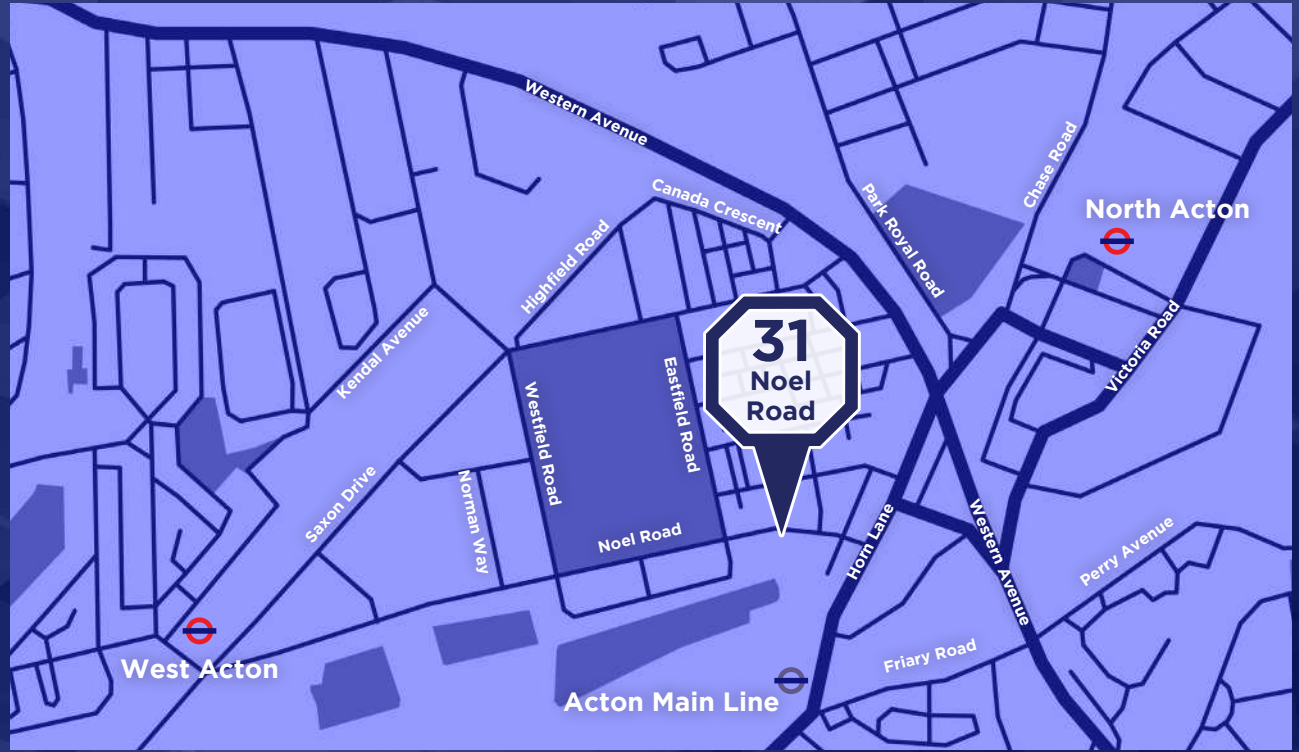 Western Avenue
Canada Crescent
Park Royal Road
Chase Road
North Acton
Highfield Road
Kendal Avenue
31
Noel
Road
Victoria Road
Westfield Road
Eastfield Road
Saxon Drive
Norman Way
Noel Road
Horn Lane
Western Avenue
Perry Avenue
West Acton
Friary Road
Acton Main Line